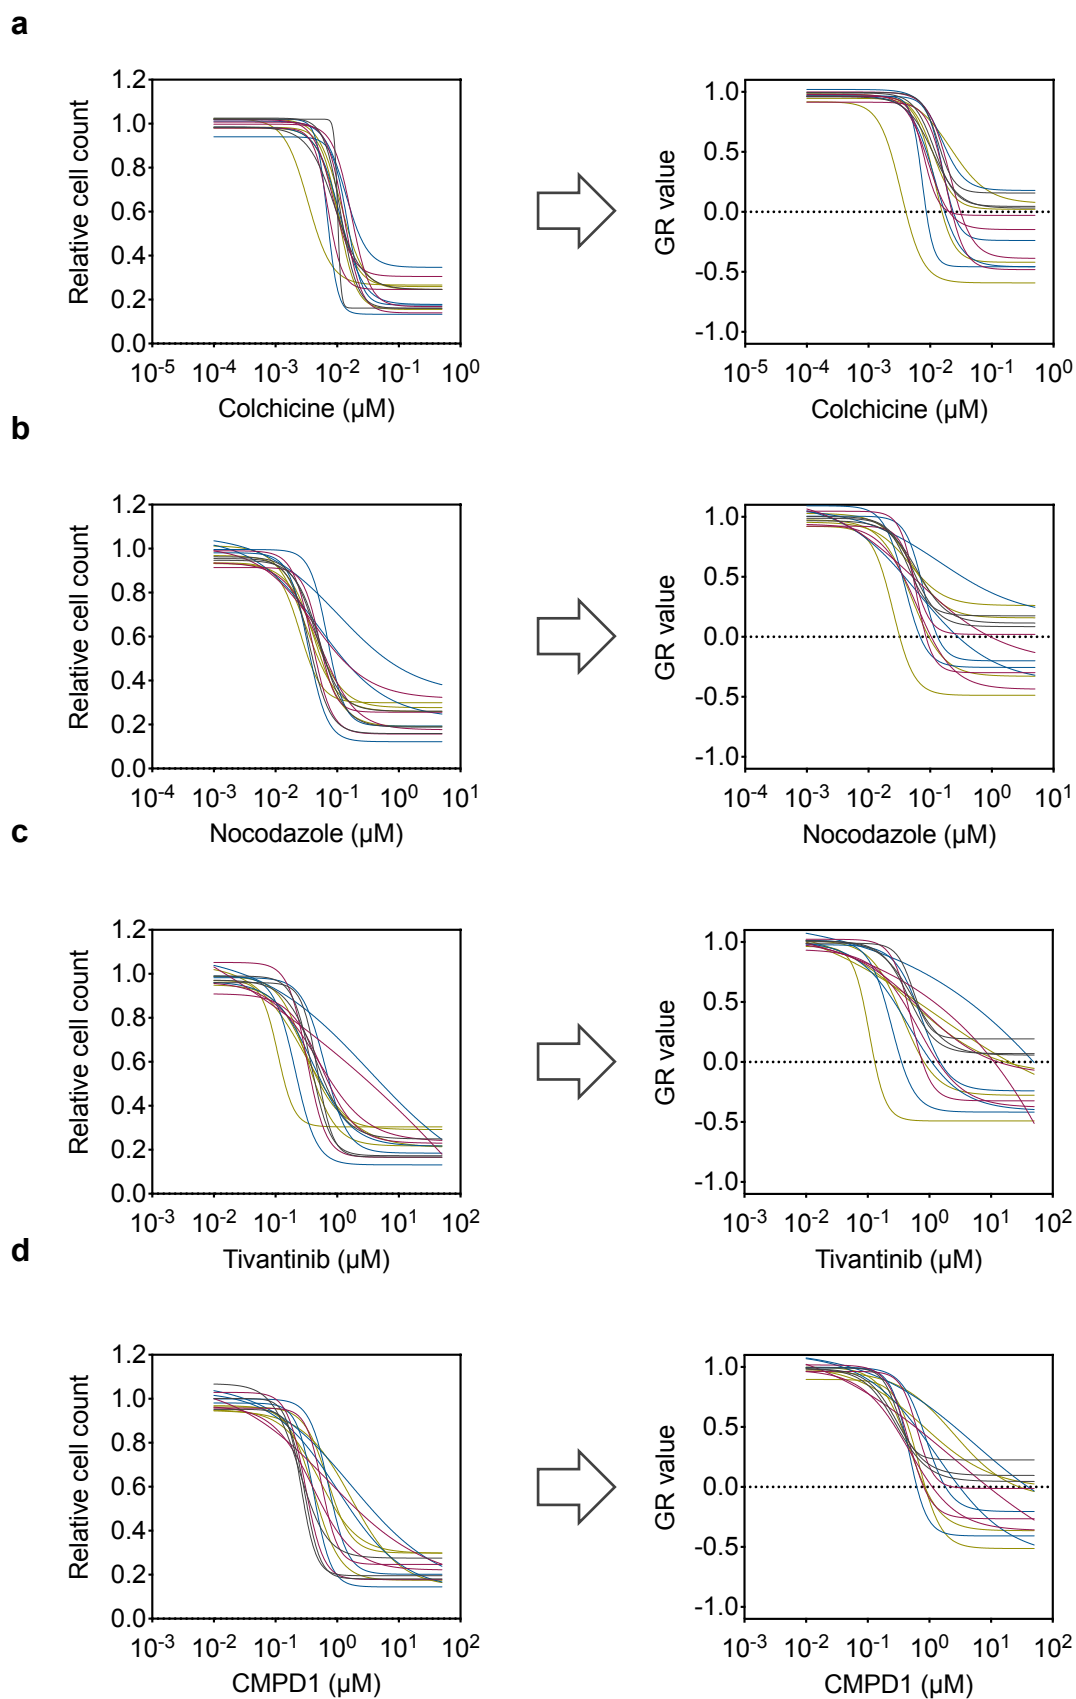 a
1.2
1.0
0.8
0.6
0.4
0.2
0.0
Relative cell count
10-5 10-4 10-3 10-2 10-1 100
Colchicine (µM)
1.0
0.5
0.0
-0.5
-1.0
GR value
10-5 10-4 10-3 10-2 10-1 100
Colchicine (µM)
b
1.2
1.0
0.8
0.6
0.4
0.2
0.0
Relative cell count
10-4 10-3 10-2 10-1 100 101
Nocodazole (µM)
1.0
0.5
0.0
-0.5
-1.0
GR value
10-4 10-3 10-2 10-1 100 101
Nocodazole (µM)
c
1.2
1.0
0.8
0.6
0.4
0.2
0.0
Relative cell count
10-3 10-2 10-1 100 101 102
Tivantinib (µM)
1.0
0.5
0.0
-0.5
-1.0
GR value
10-3 10-2 10-1 100 101 102
Tivantinib (µM)
d
1.2
1.0
0.8
0.6
0.4
0.2
0.0
Relative cell count
10-3 10-2 10-1 100 101 102
CMPD1 (µM)
1.0
0.5
0.0
-0.5
-1.0
GR value
10-3 10-2 10-1 100 101 102
CMPD1 (µM)